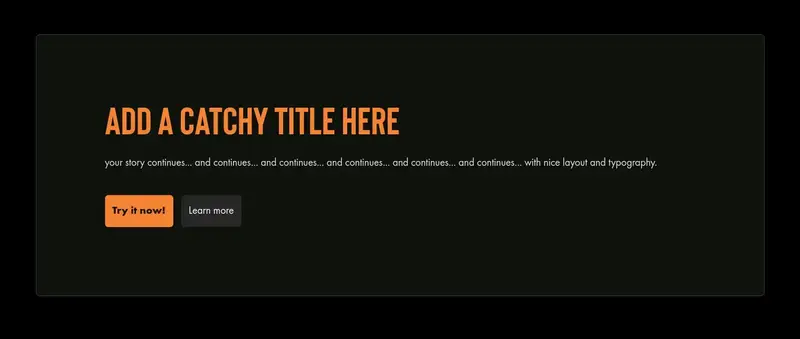 ADD A CATCHY TITLE HERE
your story continues... and continues... and continues... and continues... and continues... and continues... with nice layout and typography.
Try it now!
Learn more